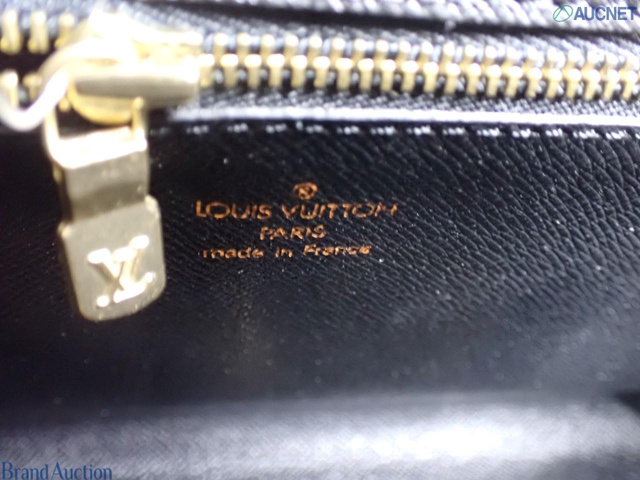 AUCNET
R
LOUIS VUITTON
PARIS
made in France
LV
Brand Auction